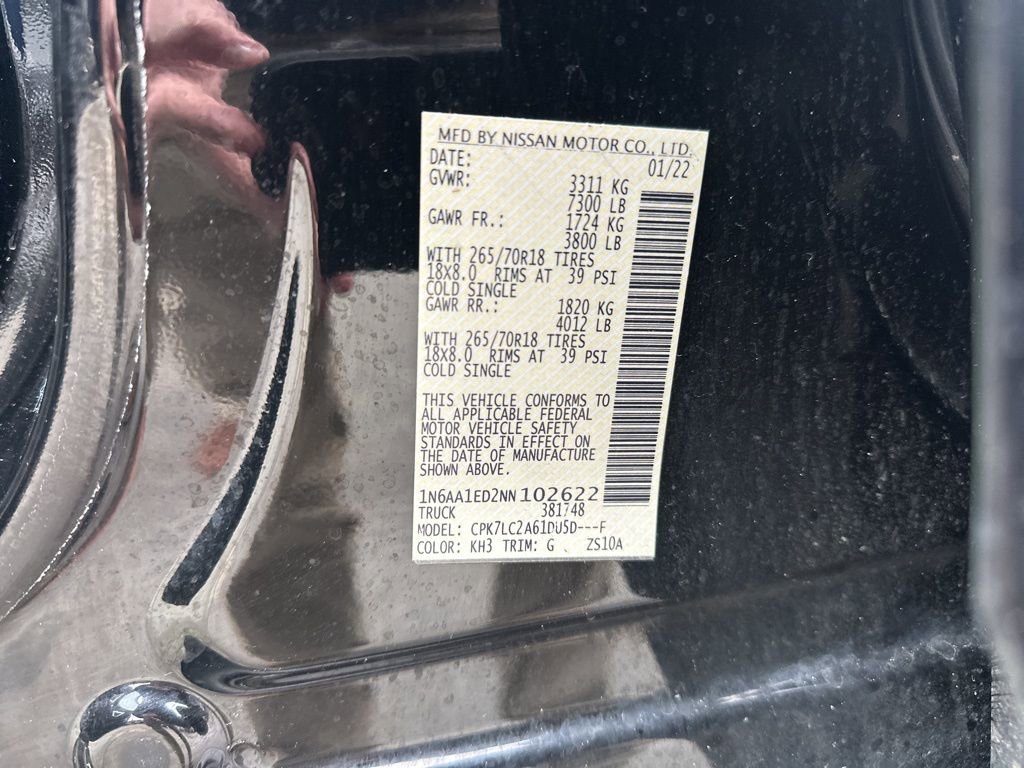 MFD BY NISSAN MOTOR CO., LTD.
DATE: 01/22
GVWR: 3311 KG
7300 LB
GAWR FR.: 1724 KG
3800 LB
WITH 265/70R18 TIRES
18X8.0 RIMS AT 39 PSI
COLD SINGLE
GAWR RR.: 1820 KG
4012 LB
WITH 265/70R18 TIRES
18X8.0 RIMS AT 39 PSI
COLD SINGLE
THIS VEHICLE CONFORMS TO
ALL APPLICABLE FEDERAL
MOTOR VEHICLE SAFETY
STANDARDS IN EFFECT ON
THE DATE OF MANUFACTURE
SHOWN ABOVE.
1N6AA1ED2NN102622
TRUCK 381748
MODEL: CPK7LC2A61DU5D---F
COLOR: KH3 TRIM: G ZS10A